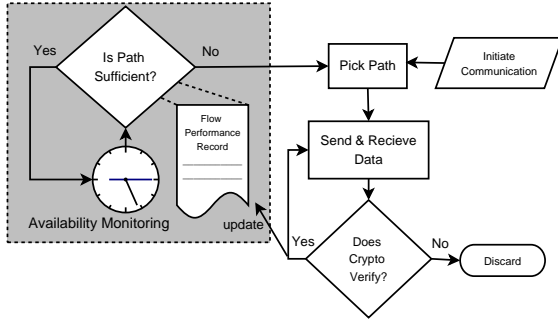 Yes
Is Path
Sufficient?
No
Pick Path
Initiate
Communication
Flow
Performance
Record
Send & Recieve
Data
Availability Monitoring
update
Yes
Does
Crypto
Verify?
No
Discard